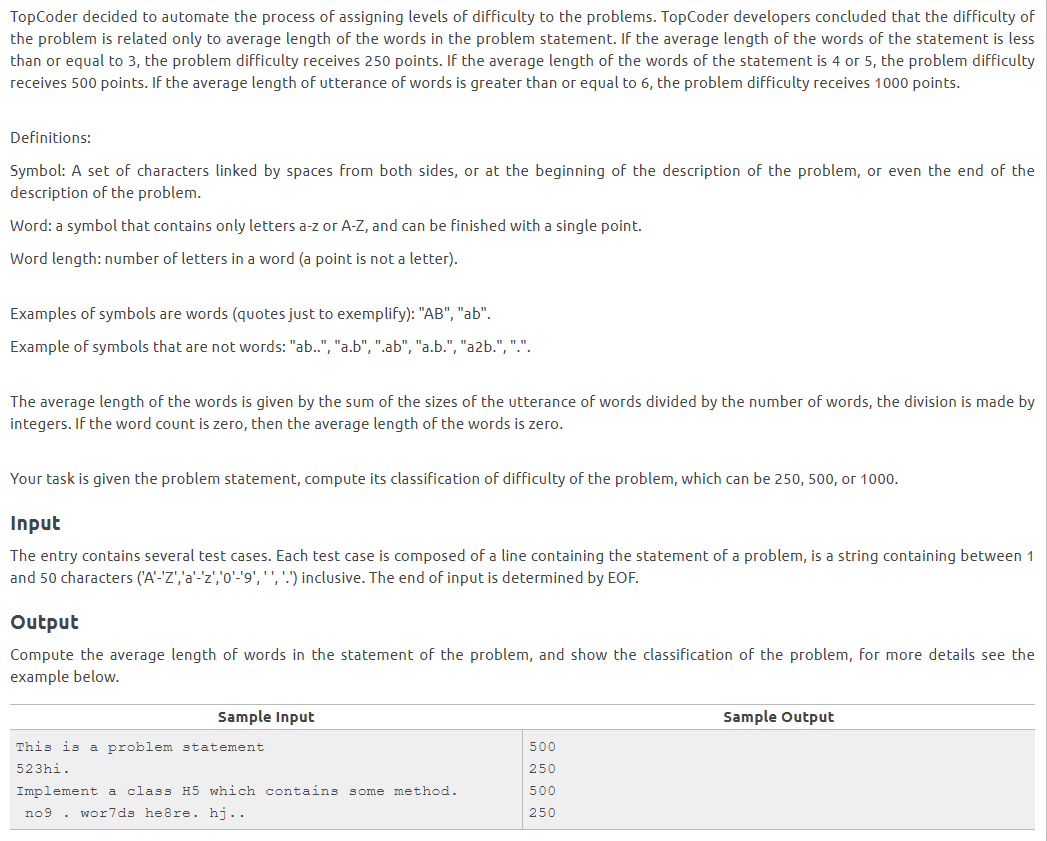 TopCoder decided to automate the process of assigning levels of difficulty to the problems. TopCoder developers concluded that the difficulty of
the problem is related only to average length of the words in the problem statement. If the average length of the words of the statement is less
than or equal to 3, the problem difficulty receives 250 points. If the average length of the words of the statement is 4 or 5, the problem difficulty
receives 500 points. If the average length of utterance of words is greater than or equal to 6, the problem difficulty receives 1000 points.
Definitions:
Symbol: A set of characters linked by spaces from both sides, or at the beginning of the description of the problem, or even the end of the
description of the problem.
Word: a symbol that contains only letters a-z or A-Z, and can be finished with a single point.
Word length: number of letters in a word (a point is not a letter).
Examples of symbols are words (quotes just to exemplify): "AB", "ab".
Example of symbols that are not words: "ab..", "a.b", ".ab", "a.b.", "a2b.", ".".
The average length of the words is given by the sum of the sizes of the utterance of words divided by the number of words, the division is made by
integers. If the word count is zero, then the average length of the words is zero.
Your task is given the problem statement, compute its classification of difficulty of the problem, which can be 250, 500, or 1000.
Input
The entry contains several test cases. Each test case is composed of a line containing the statement of a problem, is a string containing between 1
and 50 characters ('A'-'Z','a'-'z','0'-'9', ' ', '.') inclusive. The end of input is determined by EOF.
Output
Compute the average length of words in the statement of the problem, and show the classification of the problem, for more details see the
example below.
Sample Input Sample Output
This is a problem statement 500
523hi. 250
Implement a class H5 which contains some method. 500
no9 . wor7ds he8re. hj.. 250